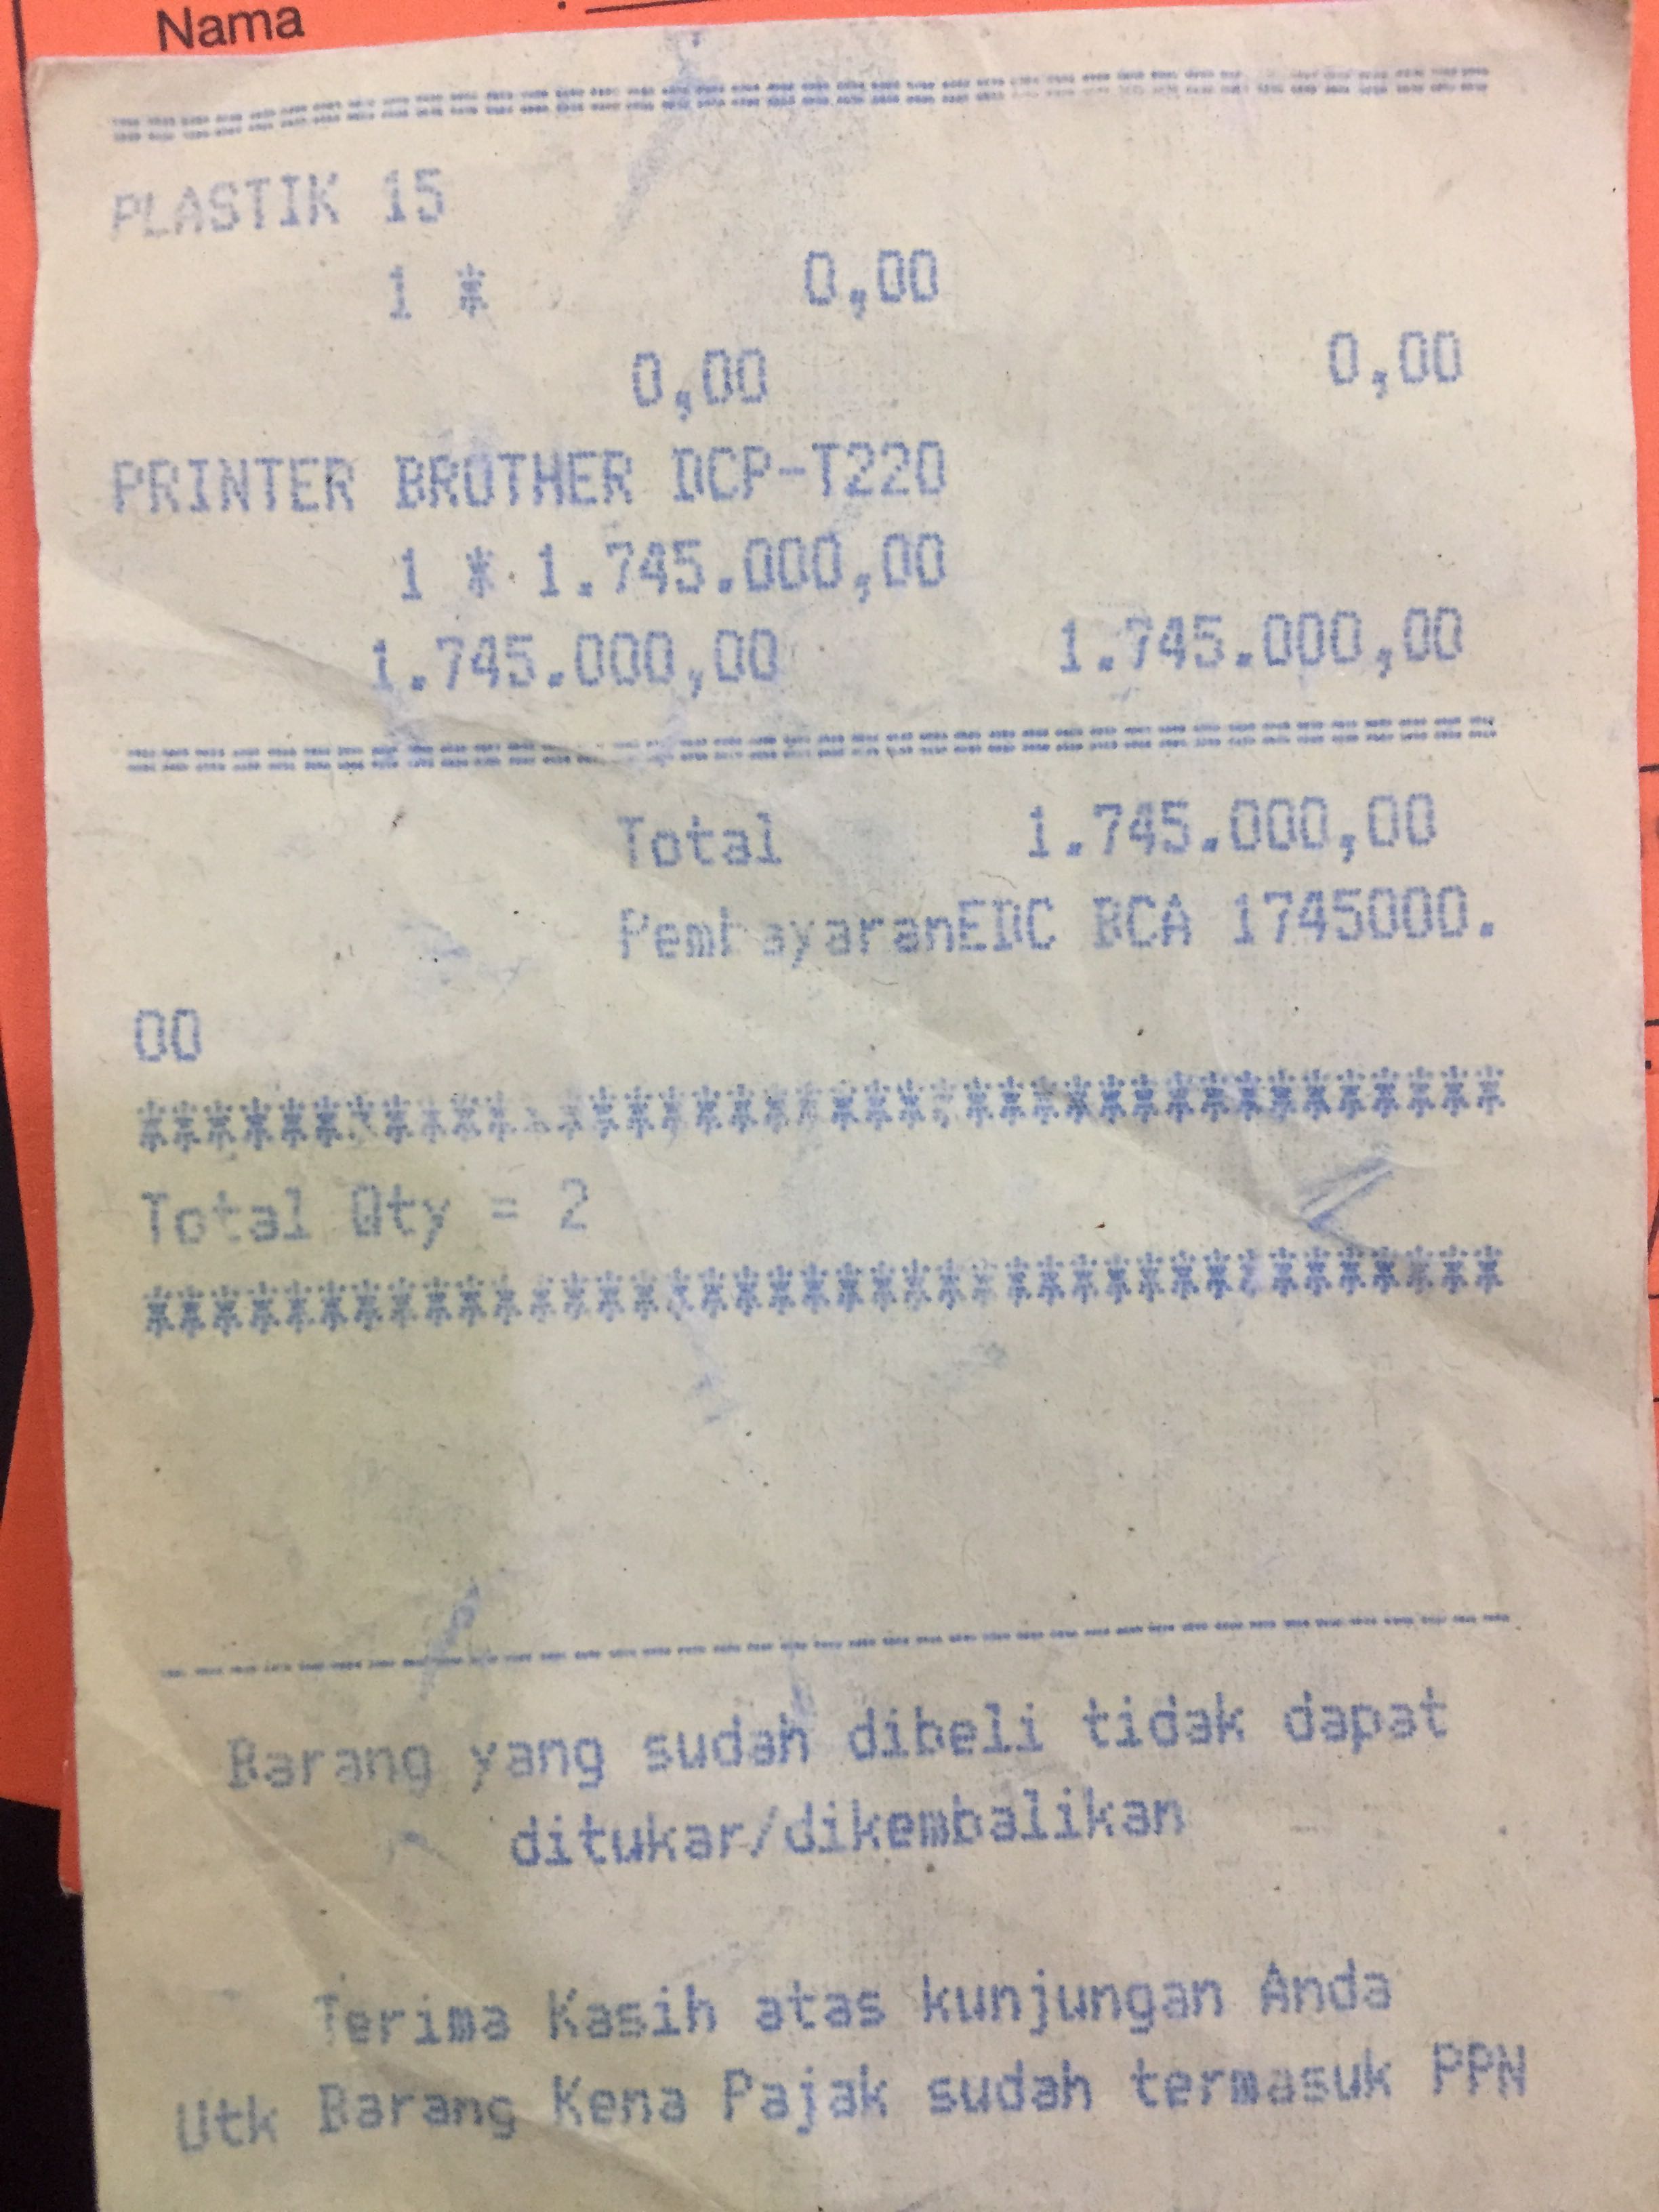 Nama :
================================================
PLASTIK 15
1 * 0,00
0,00 0,00
PRINTER BROTHER DCP-T220
1 * 1.745.000,00
1.745.000,00 1.745.000,00
================================================
Total 1.745.000,00
PembayaranEDC BCA 1745000.
00
****************************************
Total Qty = 2
****************************************
----------------------------------------
Barang yang sudah dibeli tidak dapat
ditukar/dikembalikan
Terima Kasih atas kunjungan Anda
Utk Barang Kena Pajak sudah termasuk PPN